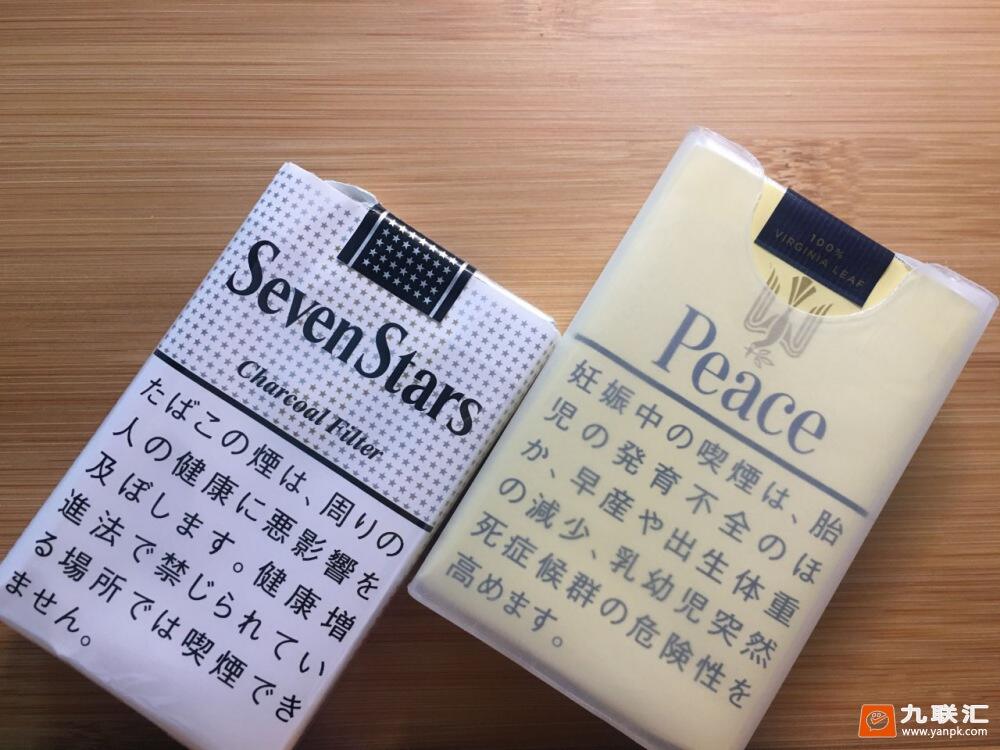 SevenStars
Charcoal Filter
たばこの煙は、周りの
人の健康に悪影響を
及ぼします。健康増
進法で禁じられてい
る場所では喫煙でき
ません。
100%
VIRGINIA LEAF
Peace
妊娠中の喫煙は、胎
児の発育不全のほ
か、早産や出生体重
の減少、乳幼児突然
死症候群の危険性を
高めます。
九联汇
www.yanpk.com